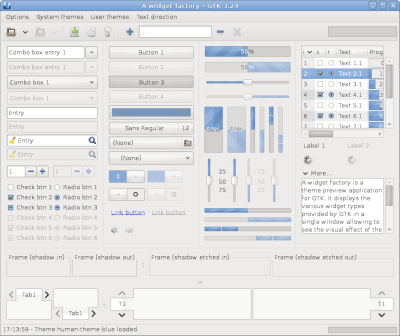 A widget factory - GTK 3.24
Options System themes User themes Text direction
Combo box entry 1
Combo box entry 2
Combo box 1
Combo box 1
Entry
Entry
Entry
Entry
1 - + 1 - +
Check btn 1 Radio btn 1
Check btn 2 Radio btn 2
Check btn 3 Radio btn 3
Check btn 4 Radio btn 4
Check btn 5 Radio btn 5
Check btn 6 Radio btn 6
Button 1
Button 2
Button 3
Button 4
Sans Regular 12
(None)
(None)
Link button Link button
50%
25 25
50 50
75 75
c r Text Prog
1 Text 1.1
2 Text 2.1
3 Text 3.1
4 Text 4.1
5 Text 5.1
6 Text 6.1
7 Text 7.1
Label 1 Label 2
More...
A widget factory is a
theme preview application
for GTK. It displays the
various widget types
provided by GTK in a
single window allowing to
see the visual effect of the
Frame (shadow in) Frame (shadow out) Frame (shadow etched in) Frame (shadow etched out)
Tab1
Tab1
T1
T1
17:13:59 - Theme human-theme-blue loaded.